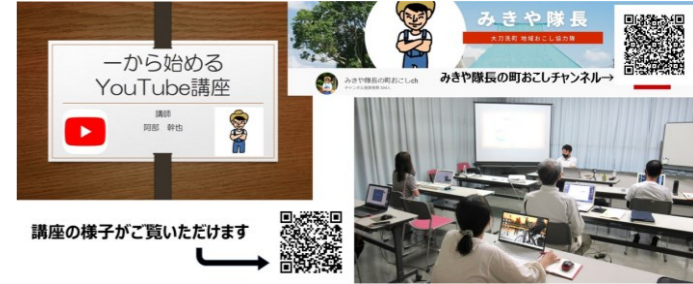 一から始める
YouTube講座
講師
阿部 幹也
みきや隊長
大刀洗町 地域おこし協力隊
みきや隊長の町おこしch
みきや隊長の町おこしチャンネル→
講座の様子がご覧いただけます